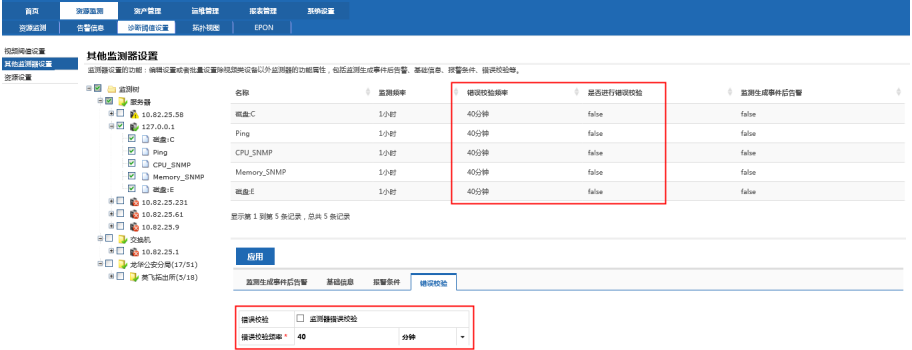 首页 资源监测 资产管理 运维管理 报表管理 系统设置
资源监测 告警信息 诊断阈值设置 拓扑视图 EPON
视频阈值设置
其他监测器设置
资源设置
其他监测器设置
监测器设置的功能：编辑设置或者批量设置除视频类设备以外监测器的功能属性，包括监测生成事件后告警、基础信息、报警条件、错误校验等。
监测树
服务器
10.82.25.58
127.0.0.1
磁盘:C
Ping
CPU_SNMP
Memory_SNMP
磁盘:E
10.82.25.231
10.82.25.61
10.82.25.9
交换机
10.82.25.1
龙华公安分局(17/51)
英飞拓出所(5/18)
名称 监测频率 错误校验频率 是否进行错误校验 监测生成事件后告警
磁盘:C 1小时 40分钟 false false
Ping 1小时 40分钟 false false
CPU_SNMP 1小时 40分钟 false false
Memory_SNMP 1小时 40分钟 false false
磁盘:E 1小时 40分钟 false false
显示第 1 到第 5 条记录，总共 5 条记录
应用
监测生成事件后告警 基础信息 报警条件 错误校验
错误校验 监测器错误校验
错误校验频率 * 40 分钟